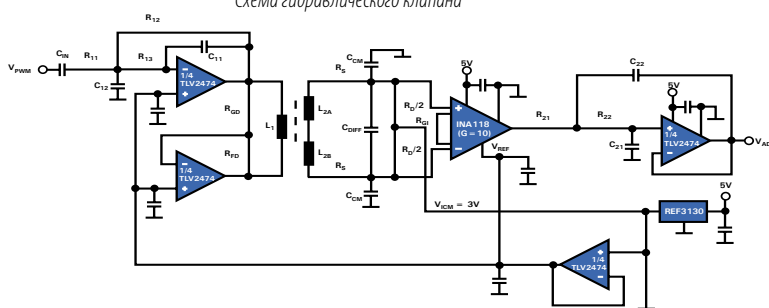 Схема гидравлического клапана
R12
VPWM
CIN
R11
R13
C11
C12
1/4
TLV2474
RGD
RFD
1/4
TLV2474
L1
L2A
L2B
RS
CCM
CDIFF
RS
CCM
RD/2
RGI
RD/2
5V
INA118
(G = 10)
VREF
R21
R22
C22
C21
5V
1/4
TLV2474
VAD
VICM = 3V
REF3130
5V
1/4
TLV2474